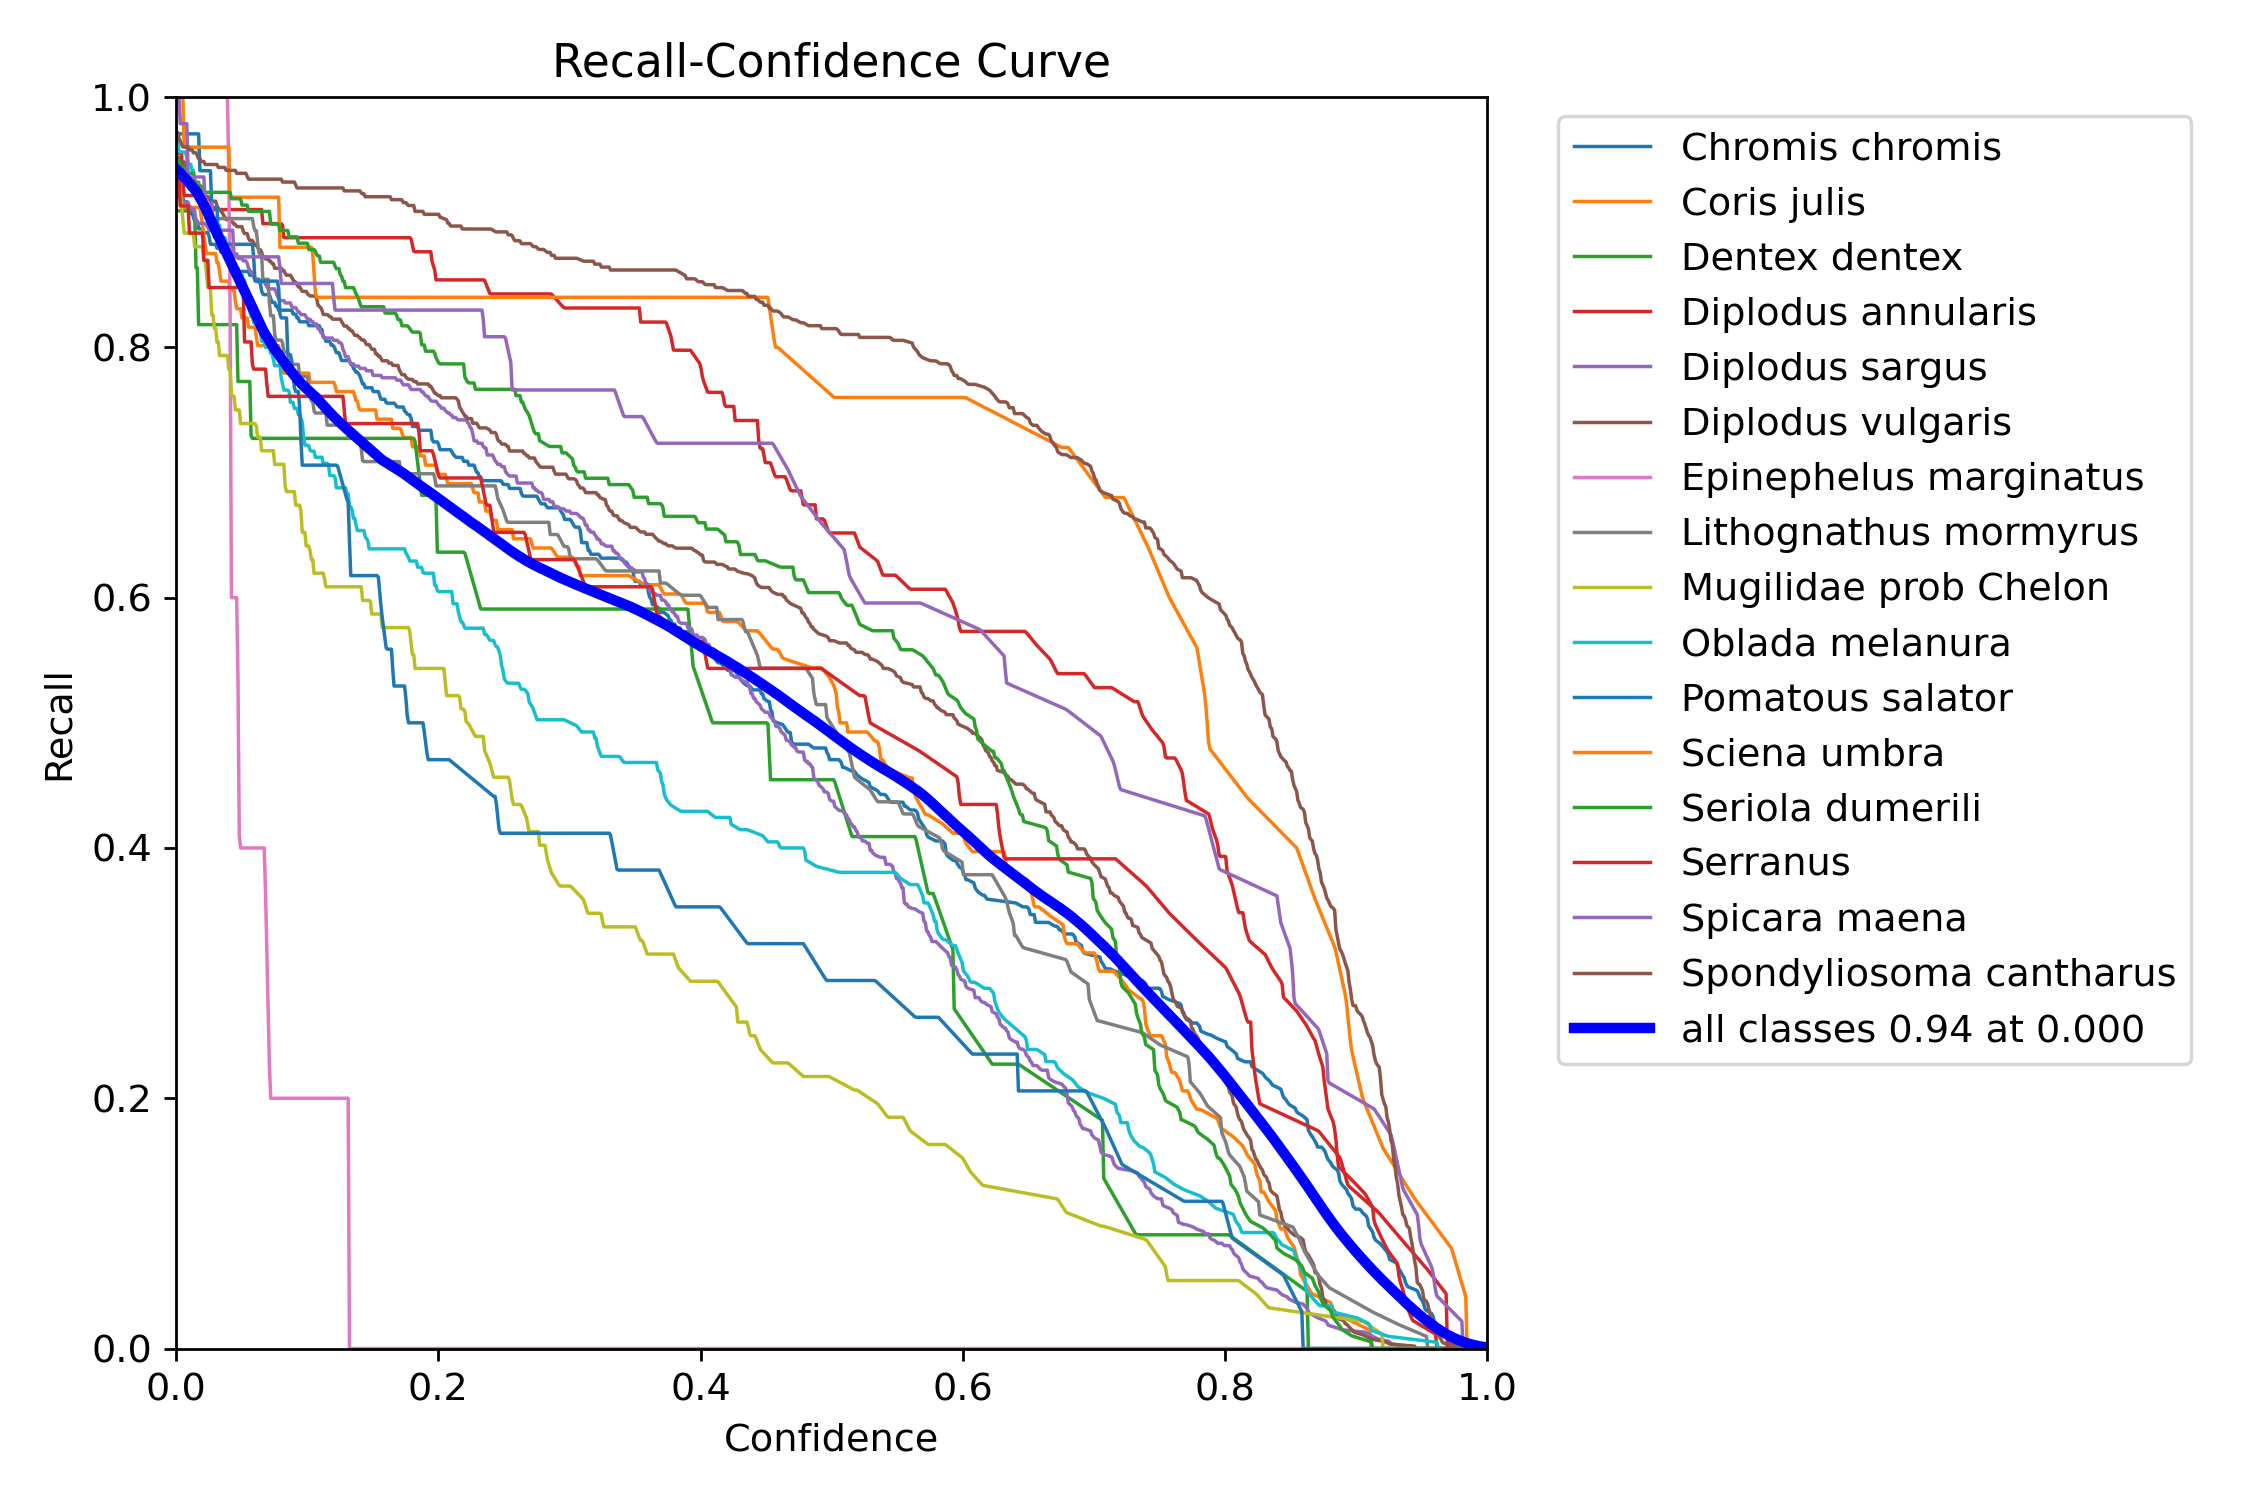 Recall-Confidence Curve
1.0
0.8
0.6
0.4
0.2
0.0
Recall
0.0 0.2 0.4 0.6 0.8 1.0
Confidence
Chromis chromis
Coris julis
Dentex dentex
Diplodus annularis
Diplodus sargus
Diplodus vulgaris
Epinephelus marginatus
Lithognathus mormyrus
Mugilidae prob Chelon
Oblada melanura
Pomatous salator
Sciena umbra
Seriola dumerili
Serranus
Spicara maena
Spondyliosoma cantharus
all classes 0.94 at 0.000